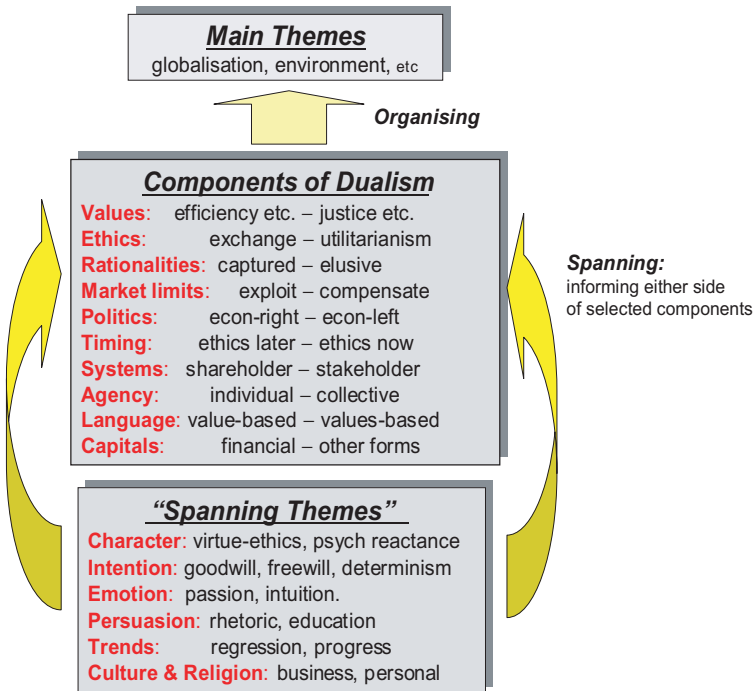 Main Themes
globalisation, environment, etc
Organising
Components of Dualism
Values: efficiency etc. – justice etc.
Ethics: exchange – utilitarianism
Rationalities: captured – elusive
Market limits: exploit – compensate
Politics: econ-right – econ-left
Timing: ethics later – ethics now
Systems: shareholder – stakeholder
Agency: individual – collective
Language: value-based – values-based
Capitals: financial – other forms
Spanning:
informing either side
of selected components
“Spanning Themes”
Character: virtue-ethics, psych reactance
Intention: goodwill, freewill, determinism
Emotion: passion, intuition.
Persuasion: rhetoric, education
Trends: regression, progress
Culture & Religion: business, personal